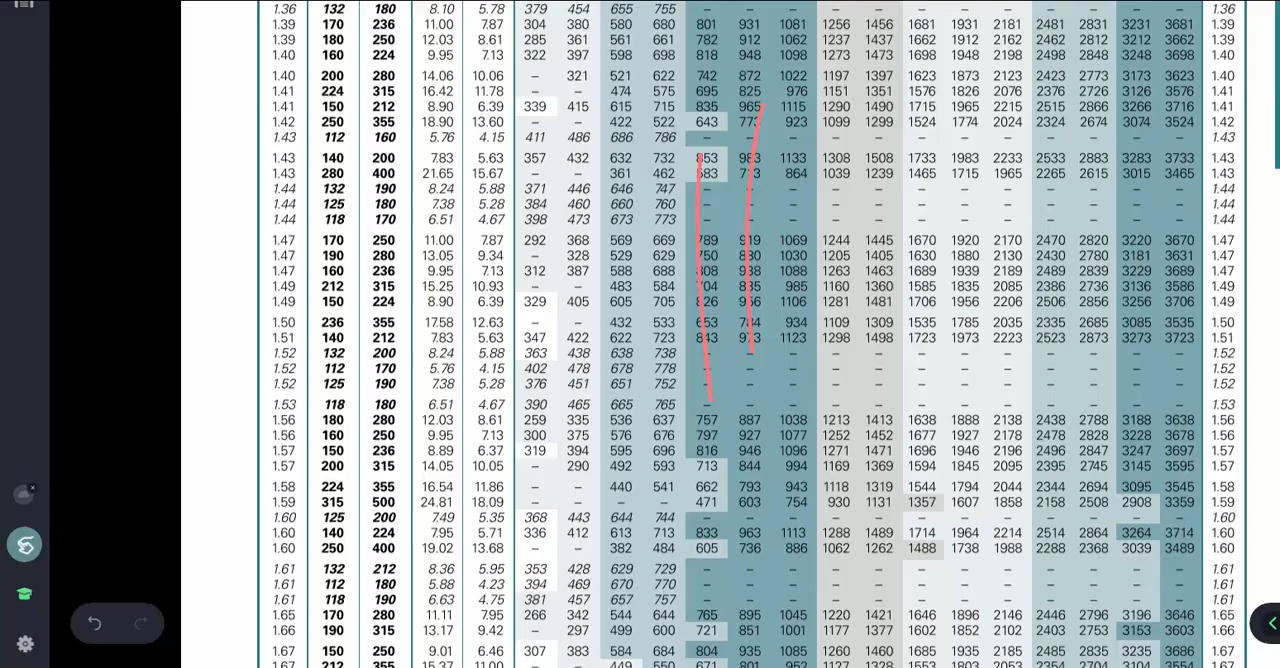 1.36 132 180 8.10 5.78 379 454 655 755 – – – 1.36
1.39 170 236 11.00 7.87 304 380 580 680 801 931 1081 1256 1456 1681 1931 2181 2481 2831 3231 3681 1.39
1.39 180 250 12.03 8.61 285 361 561 661 782 912 1062 1237 1437 1662 1912 2162 2462 2812 3212 3662 1.39
1.40 160 224 9.95 7.13 322 397 598 698 818 948 1098 1273 1473 1698 1948 2198 2498 2848 3248 3698 1.40
1.40 200 280 14.06 10.06 – 321 521 622 742 872 1022 1197 1397 1623 1873 2123 2423 2773 3173 3623 1.40
1.41 224 315 16.42 11.78 – – 474 575 695 825 976 1151 1351 1576 1826 2076 2376 2726 3126 3576 1.41
1.41 150 212 8.90 6.39 339 415 615 715 835 965 1115 1290 1490 1715 1965 2215 2515 2866 3266 3716 1.41
1.42 250 355 18.90 13.60 – – 422 522 643 773 923 1099 1299 1524 1774 2024 2324 2674 3074 3524 1.42
1.43 112 160 5.76 4.15 411 486 686 786 – – – 1.43
1.43 140 200 7.83 5.63 357 432 632 732 853 983 1133 1308 1508 1733 1983 2233 2533 2883 3283 3733 1.43
1.43 280 400 21.65 15.67 – – 361 462 583 713 864 1039 1239 1465 1715 1965 2265 2615 3015 3465 1.43
1.44 132 190 8.24 5.88 371 446 646 747 – – – 1.44
1.44 125 180 7.38 5.28 384 460 660 760 – – – 1.44
1.44 118 170 6.51 4.67 398 473 673 773 – – – 1.44
1.47 170 250 11.00 7.87 292 368 569 669 789 919 1069 1244 1445 1670 1920 2170 2470 2820 3220 3670 1.47
1.47 190 280 13.05 9.34 – 328 529 629 750 880 1030 1205 1405 1630 1880 2130 2430 2780 3181 3631 1.47
1.47 160 236 9.95 7.13 312 387 588 688 808 938 1088 1263 1463 1689 1939 2189 2489 2839 3229 3689 1.47
1.49 212 315 15.25 10.93 – – 483 584 704 835 985 1160 1360 1585 1835 2085 2386 2736 3136 3586 1.49
1.49 150 224 8.90 6.39 329 405 605 705 826 956 1106 1281 1481 1706 1956 2206 2506 2856 3256 3706 1.49
1.50 236 355 17.58 12.63 – – 432 533 653 784 934 1109 1309 1535 1785 2035 2335 2685 3085 3535 1.50
1.51 140 212 7.83 5.63 347 422 622 723 843 973 1123 1298 1498 1723 1973 2223 2523 2873 3273 3723 1.51
1.52 132 200 8.24 5.88 363 438 638 738 – – – 1.52
1.52 112 170 5.76 4.15 402 478 678 778 – – – 1.52
1.52 125 190 7.38 5.28 376 451 651 752 – – – 1.52
1.53 118 180 6.51 4.67 390 465 665 765 – – – 1.53
1.56 180 280 12.03 8.61 259 335 536 637 757 887 1038 1213 1413 1638 1888 2138 2438 2788 3188 3638 1.56
1.56 160 250 9.95 7.13 300 375 576 676 797 927 1077 1252 1452 1677 1927 2178 2478 2828 3228 3678 1.56
1.57 150 236 8.89 6.37 319 394 595 696 816 946 1096 1271 1471 1696 1946 2196 2496 2847 3247 3697 1.57
1.57 200 315 14.05 10.05 – 290 492 593 713 844 994 1169 1369 1594 1845 2095 2395 2745 3145 3595 1.57
1.58 224 355 16.54 11.86 – – 440 541 662 793 943 1118 1319 1544 1794 2044 2344 2694 3095 3545 1.58
1.59 315 500 24.81 18.09 – – – – 471 603 754 930 1131 1357 1607 1858 2158 2508 2908 3359 1.59
1.60 125 200 7.49 5.35 368 443 644 744 – – – 1.60
1.60 140 224 7.95 5.71 336 412 613 713 833 963 1113 1288 1489 1714 1964 2214 2514 2864 3264 3714 1.60
1.60 250 400 19.02 13.68 – – 382 484 605 736 886 1062 1262 1488 1738 1988 2288 2368 3039 3489 1.60
1.61 132 212 8.36 5.95 353 428 629 729 – – – 1.61
1.61 112 180 5.88 4.23 394 469 670 770 – – – 1.61
1.61 118 190 6.63 4.75 381 457 657 757 – – – 1.61
1.65 170 280 11.11 7.97 266 342 544 644 765 895 1045 1220 1421 1646 1896 2146 2446 2796 3196 3646 1.65
1.66 190 315 13.17 9.42 – 297 499 600 721 851 1001 1177 1377 1602 1852 2102 2403 2753 3153 3603 1.66
1.67 150 250 9.01 6.46 307 383 584 684 804 935 1085 1260 1460 1685 1935 2186 2486 2836 3235 3686 1.67
1.67 212 355 15.37 11.00 – – 449 550 671 801 952 1127 1328 1553 1803 2053